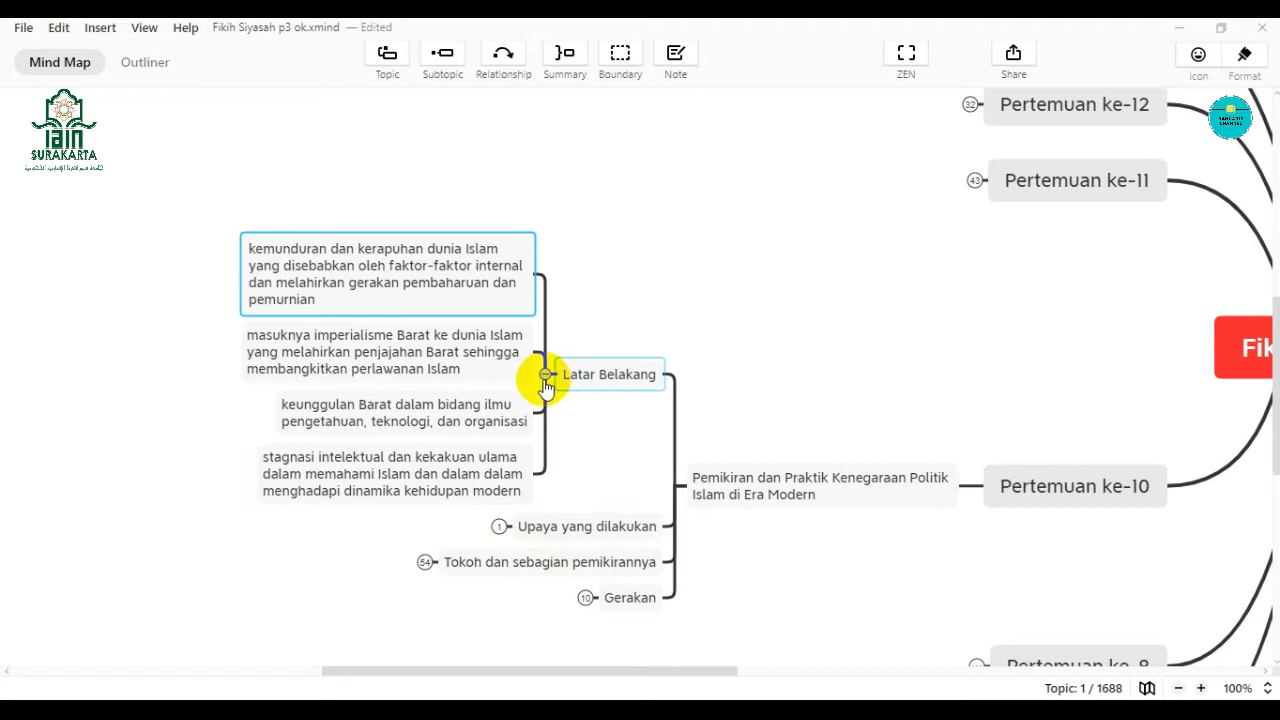 File Edit Insert View Help Fikih Siyasah p3 ok.xmind — Edited
Mind Map Outliner
Topic Subtopic Relationship Summary Boundary Note ZEN Share Icon Format
iain
SURAKARTA
32 Pertemuan ke-12
43 Pertemuan ke-11
kemunduran dan kerapuhan dunia Islam
yang disebabkan oleh faktor-faktor internal
dan melahirkan gerakan pembaharuan dan
pemurnian
masuknya imperialisme Barat ke dunia Islam
yang melahirkan penjajahan Barat sehingga
membangkitkan perlawanan Islam
keunggulan Barat dalam bidang ilmu
pengetahuan, teknologi, dan organisasi
stagnasi intelektual dan kekakuan ulama
dalam memahami Islam dan dalam dalam
menghadapi dinamika kehidupan modern
Latar Belakang
1 Upaya yang dilakukan
54 Tokoh dan sebagian pemikirannya
10 Gerakan
Pemikiran dan Praktik Kenegaraan Politik
Islam di Era Modern
Pertemuan ke-10
Fik
Pertemuan ke-8
Topic: 1 / 1688 100%